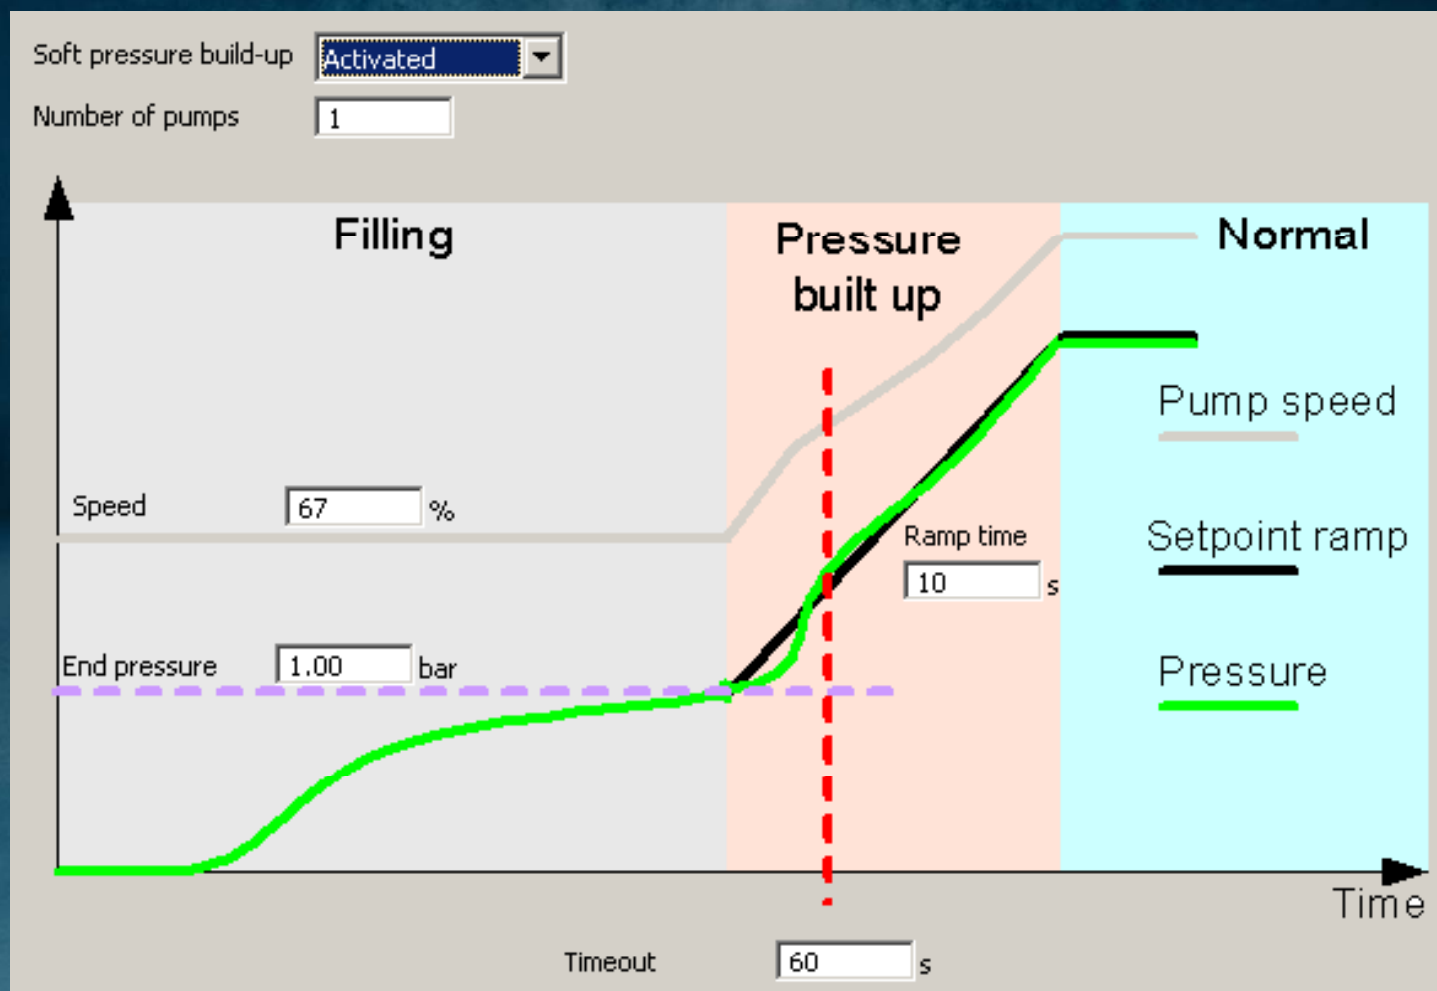 Soft pressure build-up Activated
Number of pumps 1
Filling
Pressure
built up
Normal
Pump speed
Speed 67 %
Ramp time
10 s
Setpoint ramp
End pressure 1.00 bar
Pressure
Time
Timeout 60 s